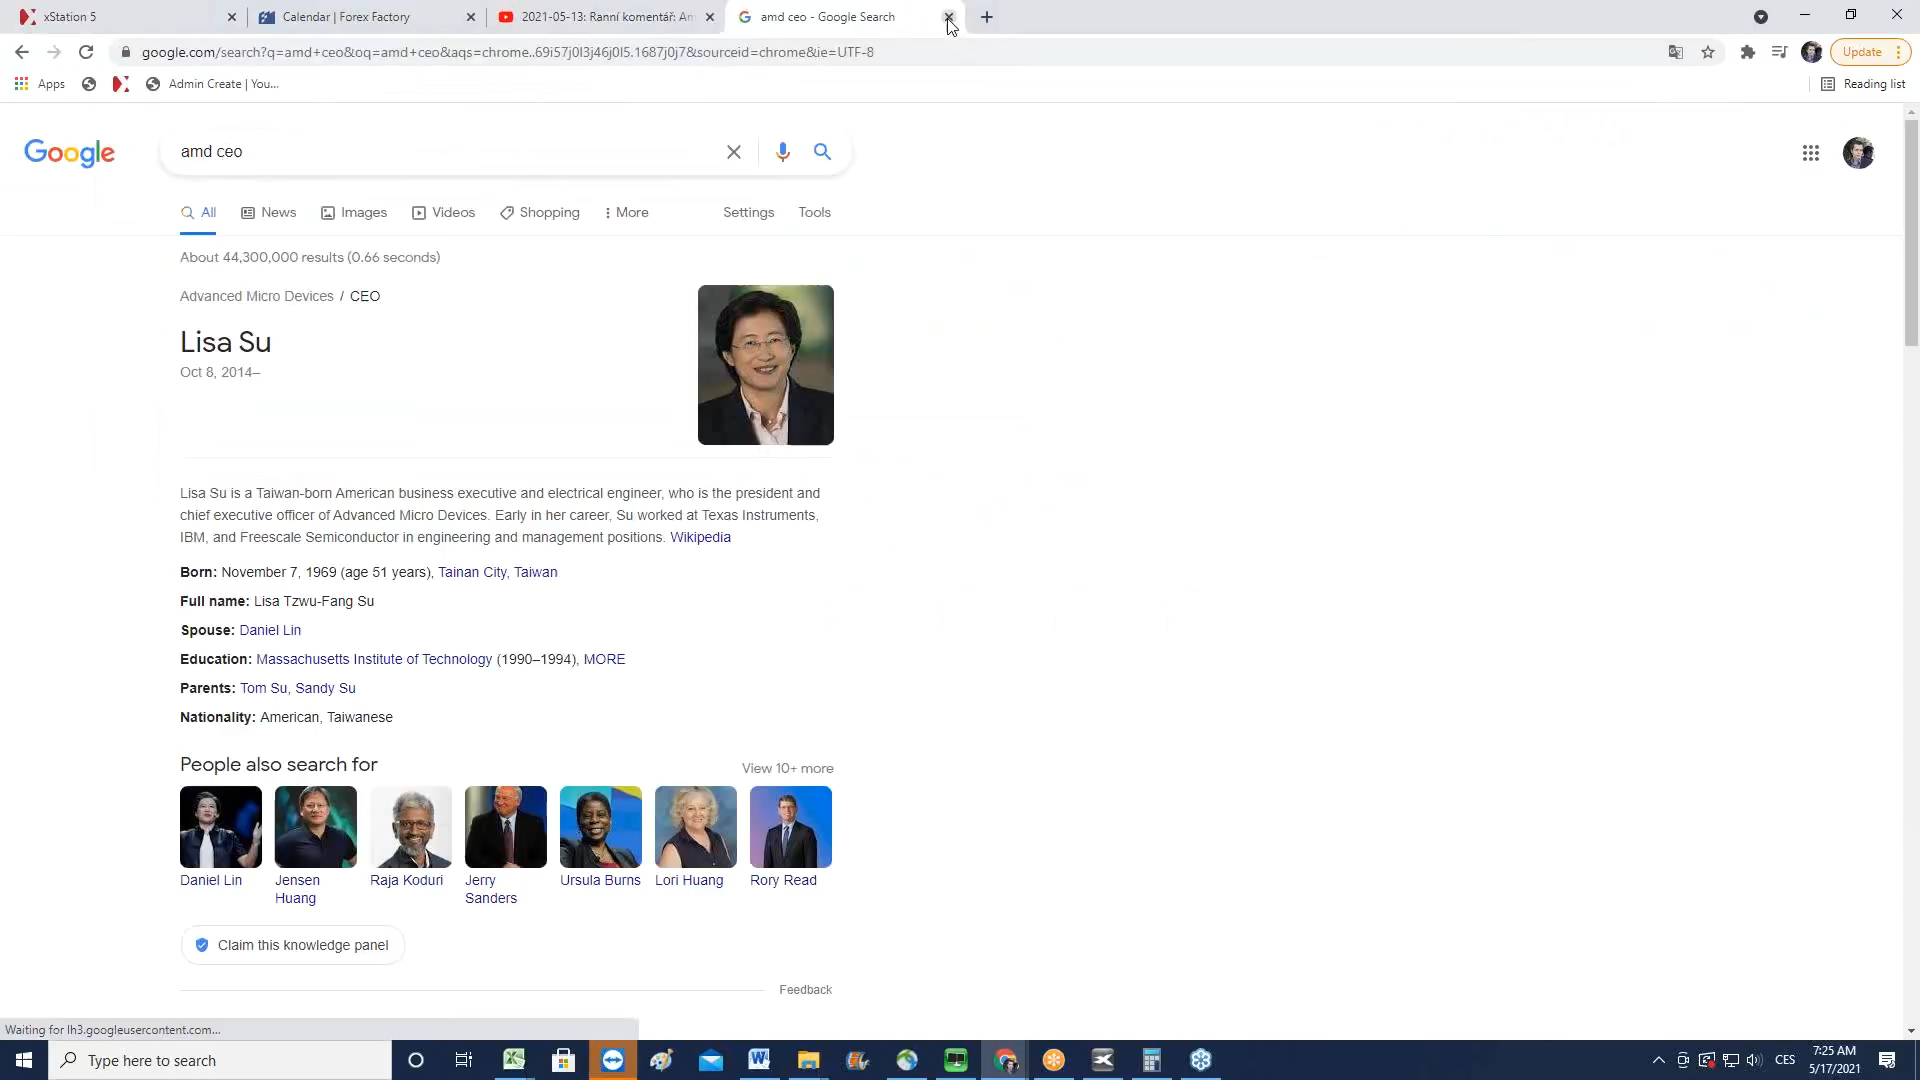 xStation 5
Calendar | Forex Factory
2021-05-13: Ranní komentář: Am
amd ceo - Google Search
google.com/search?q=amd+ceo&oq=amd+ceo&aqs=chrome..69i57j0l3j46j0l5.1687j0j7&sourceid=chrome&ie=UTF-8
Update
Apps
Admin Create | You...
Reading list
Google
amd ceo
All
News
Images
Videos
Shopping
More
Settings
Tools
About 44,300,000 results (0.66 seconds)
Advanced Micro Devices / CEO
Lisa Su
Oct 8, 2014–
Lisa Su is a Taiwan-born American business executive and electrical engineer, who is the president and
chief executive officer of Advanced Micro Devices. Early in her career, Su worked at Texas Instruments,
IBM, and Freescale Semiconductor in engineering and management positions. Wikipedia
Born: November 7, 1969 (age 51 years), Tainan City, Taiwan
Full name: Lisa Tzwu-Fang Su
Spouse: Daniel Lin
Education: Massachusetts Institute of Technology (1990–1994), MORE
Parents: Tom Su, Sandy Su
Nationality: American, Taiwanese
People also search for
View 10+ more
Daniel Lin
Jensen
Huang
Raja Koduri
Jerry
Sanders
Ursula Burns
Lori Huang
Rory Read
Claim this knowledge panel
Feedback
Waiting for lh3.googleusercontent.com...
Type here to search
CES
7:25 AM
5/17/2021